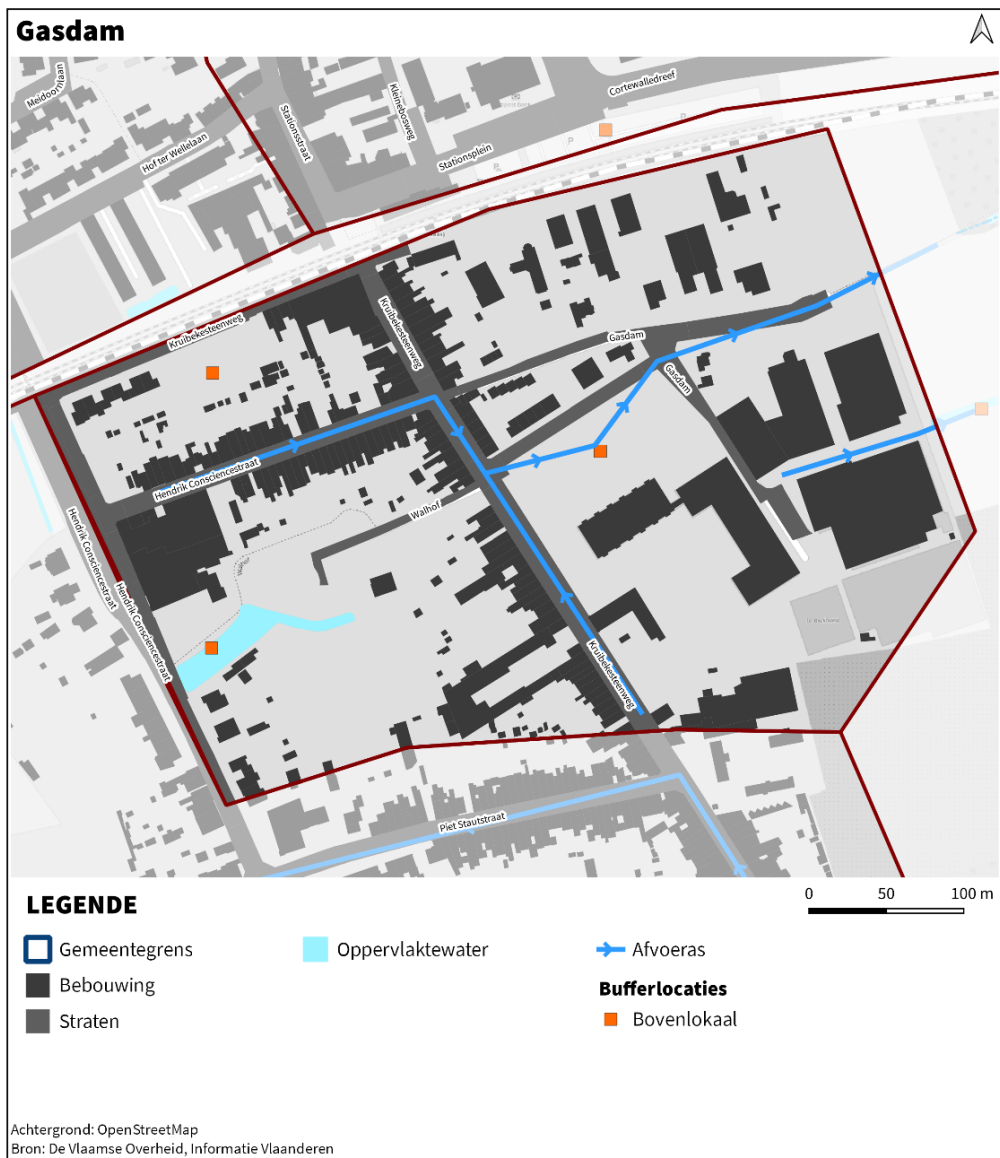 Gasdam
Meidoornlaan
Hof ter Wellelaan
Stationsstraat
Kleinebosweg
Cortewalledreef
Stationsplein
P
P
Kruibekesteenweg
Kruibekesteenweg
Gasdam
Gasdam
Hendrik Consciencestraat
Walhof
Hendrik Consciencestraat
Hendrik Consciencestraat
Kruibekesteenweg
Piet Stautstraat
LEGENDE
0 50 100 m
Gemeentegrens
Oppervlaktewater
Afvoeras
Bebouwing
Bufferlocaties
Straten
Bovenlokaal
Achtergrond: OpenStreetMap
Bron: De Vlaamse Overheid, Informatie Vlaanderen